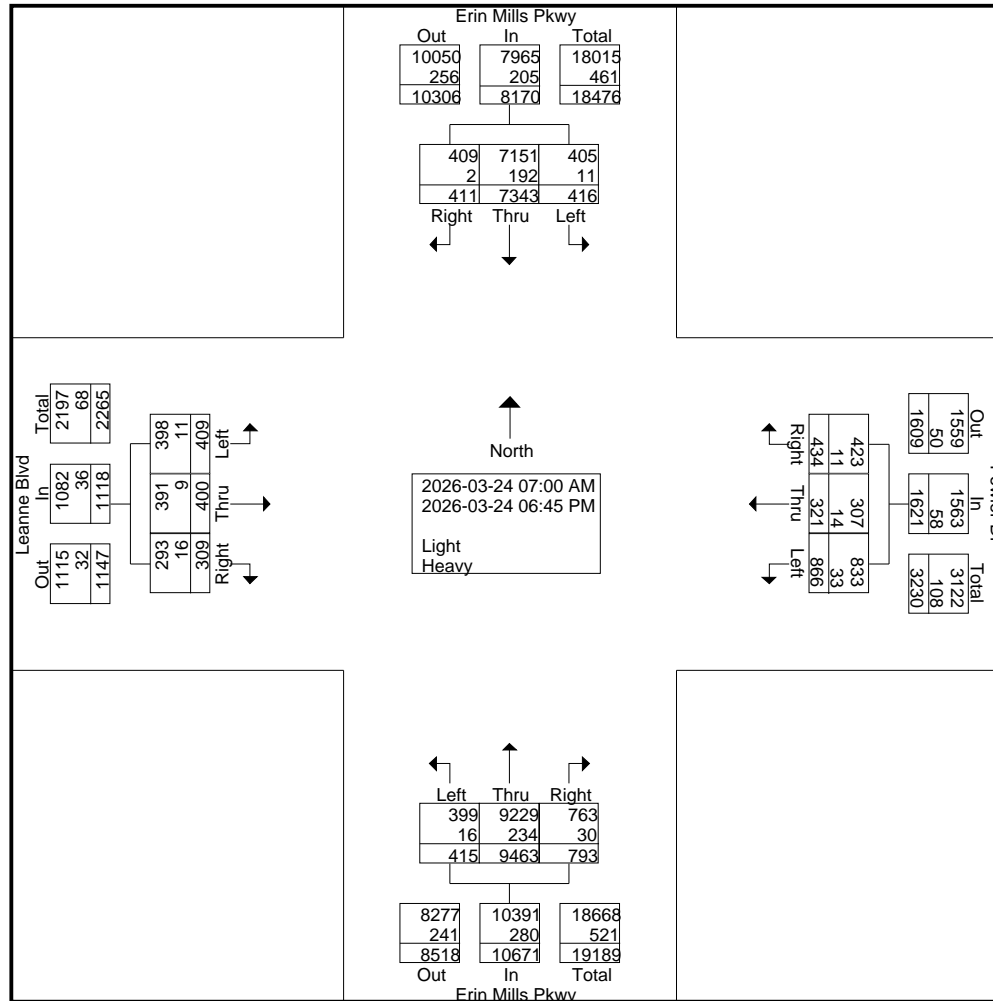 Erin Mills Pkwy
Out In Total
10050 7965 18015
256 205 461
10306 8170 18476
409 7151 405
2 192 11
411 7343 416
Right Thru Left
Leanne Blvd
Total In Out
2197 1082 1115
68 36 32
2265 1118 1147
398 391 293
11 9 16
409 400 309
Left Thru Right
North
2026-03-24 07:00 AM
2026-03-24 06:45 PM
Light
Heavy
Out In Total
1559 1563 3122
50 58 108
1609 1621 3230
423 307 833
11 14 33
434 321 866
Right Thru Left
Left Thru Right
399 9229 763
16 234 30
415 9463 793
8277 10391 18668
241 280 521
8518 10671 19189
Out In Total
Erin Mills Pkwy